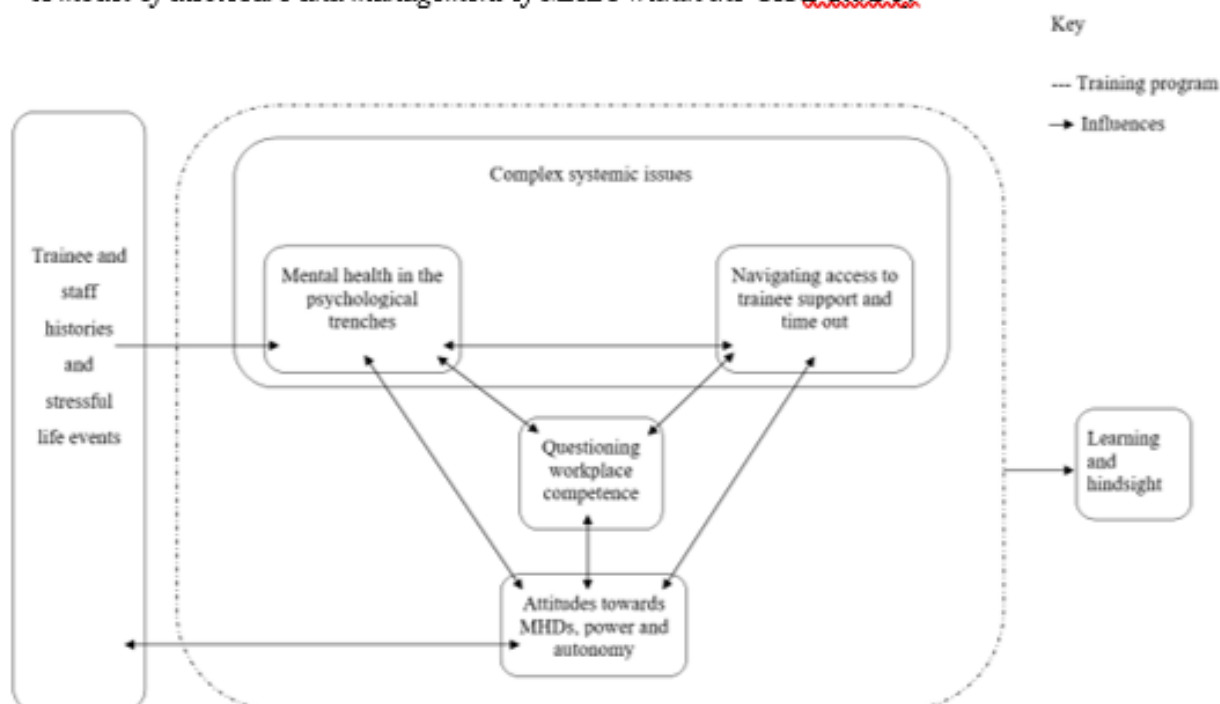 Key
--- Training program
Influences
Complex systemic issues
Trainee and
staff
histories
and
stressful
life events
Mental health in the
psychological
trenches
Navigating access to
trainee support and
time out
Questioning
workplace
competence
Attitudes towards
MHDs, power and
autonomy
Learning
and
hindsight